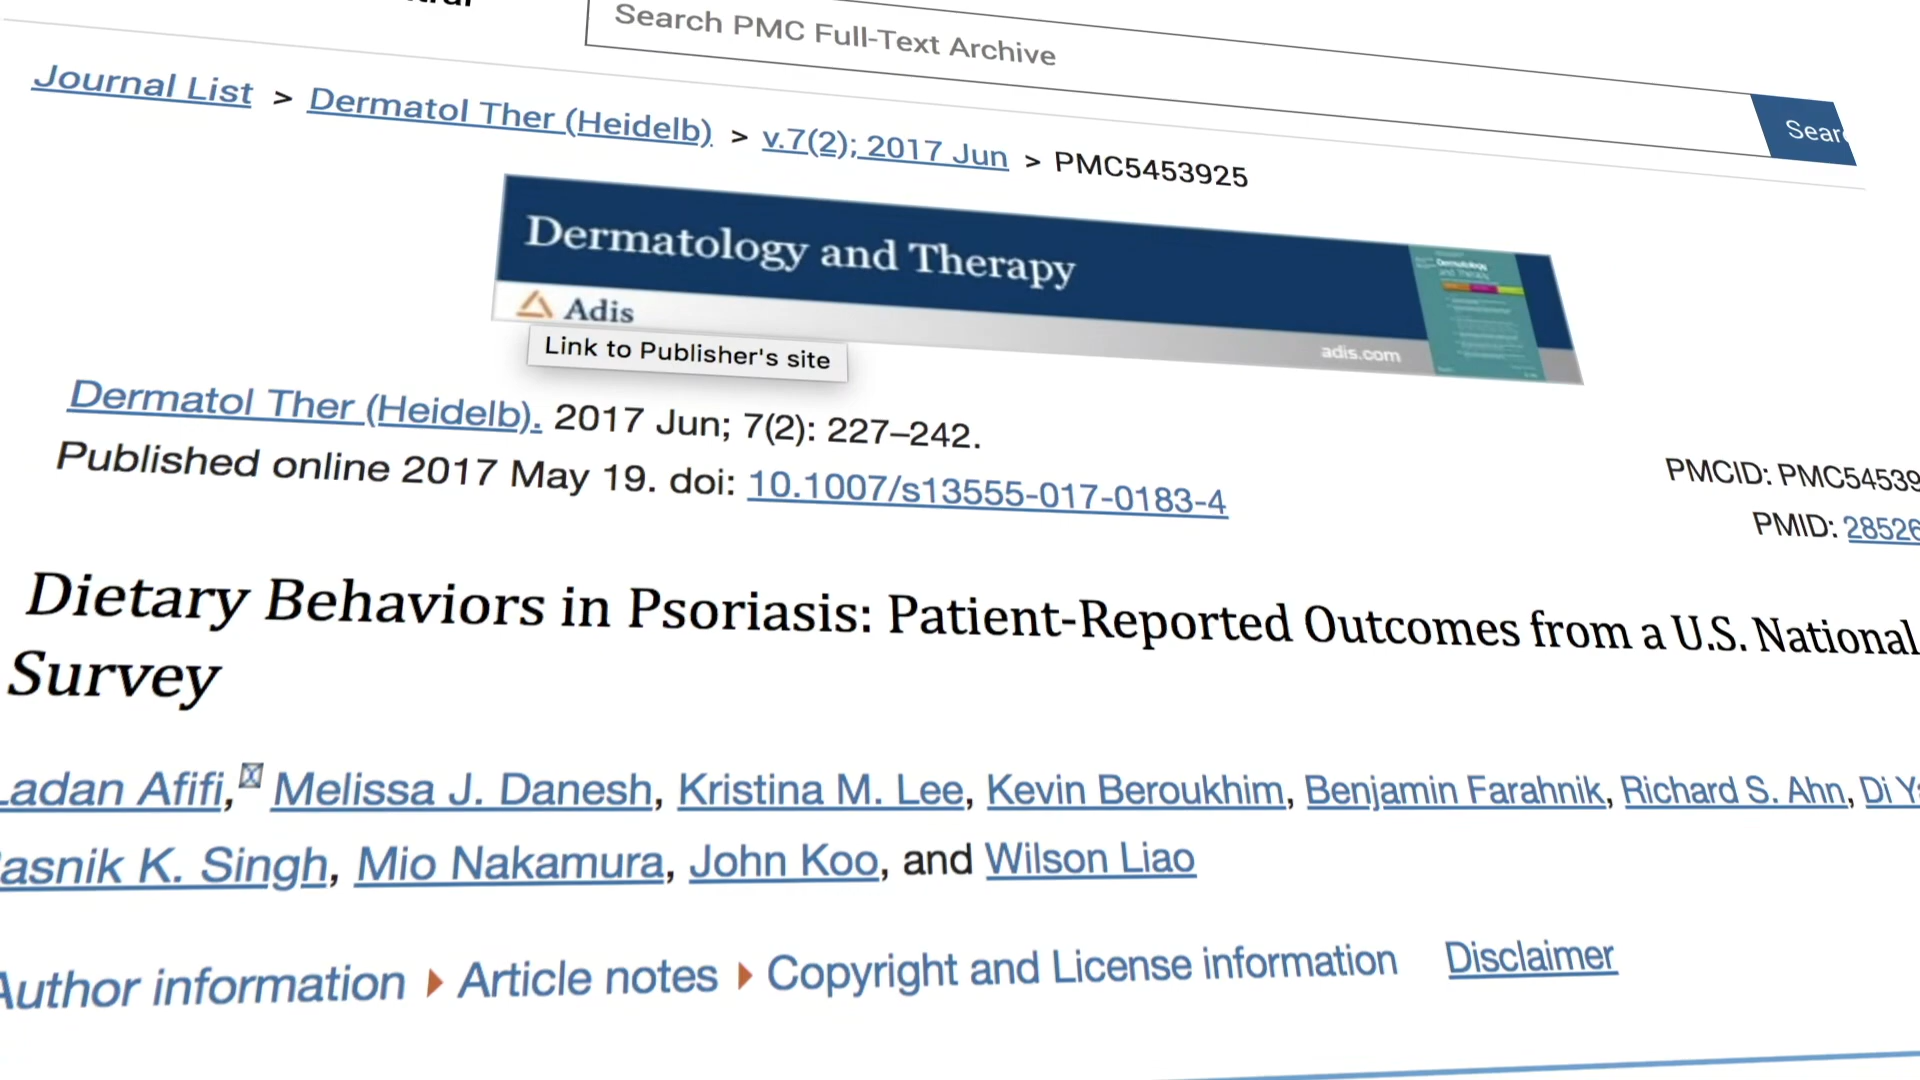 Search PMC Full-Text Archive
Journal List > Dermatol Ther (Heidelb) > v.7(2); 2017 Jun > PMC5453925
Dermatology and Therapy
Adis
adis.com
Link to Publisher's site
Dermatol Ther (Heidelb). 2017 Jun; 7(2): 227–242.
Published online 2017 May 19. doi: 10.1007/s13555-017-0183-4
PMCID: PMC54539
PMID: 28526
Dietary Behaviors in Psoriasis: Patient-Reported Outcomes from a U.S. National
Survey
adan Afifi, Melissa J. Danesh, Kristina M. Lee, Kevin Beroukhim, Benjamin Farahnik, Richard S. Ahn, Di
asnik K. Singh, Mio Nakamura, John Koo, and Wilson Liao
Author information Article notes Copyright and License information Disclaimer